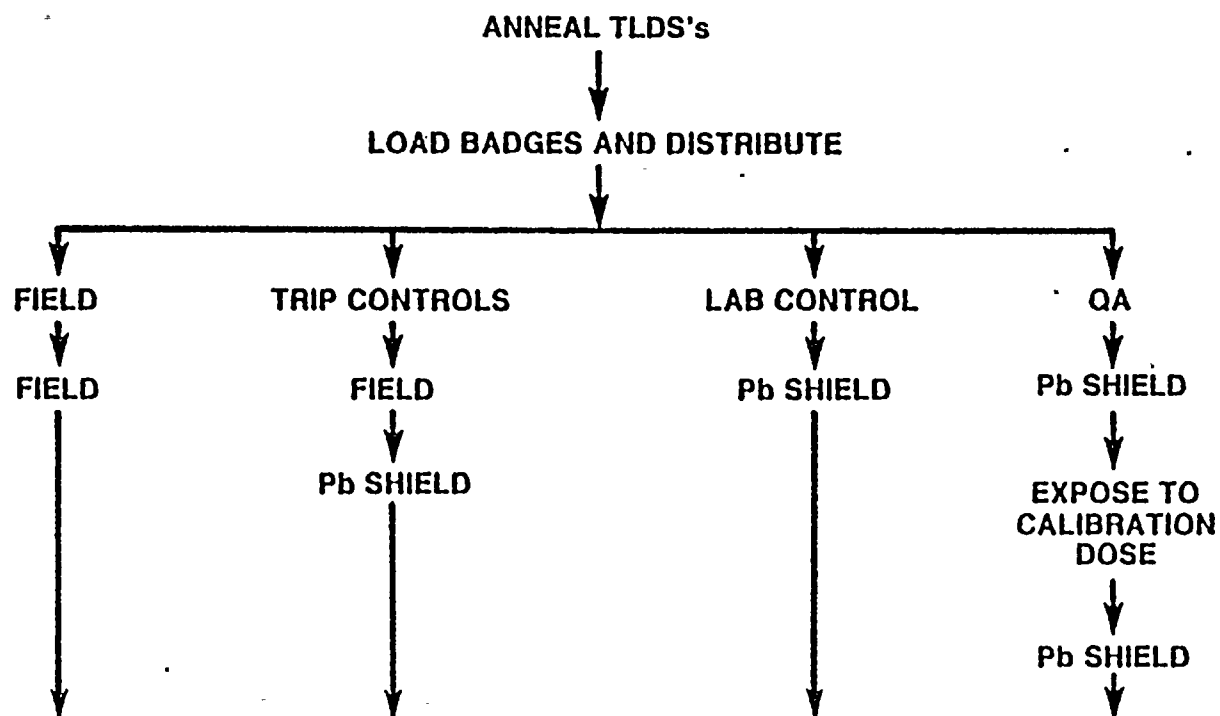 ANNEAL TLDS's
LOAD BADGES AND DISTRIBUTE
FIELD
TRIP CONTROLS
LAB CONTROL
QA
FIELD
FIELD
Pb SHIELD
Pb SHIELD
Pb SHIELD
EXPOSE TO
CALIBRATION
DOSE
Pb SHIELD